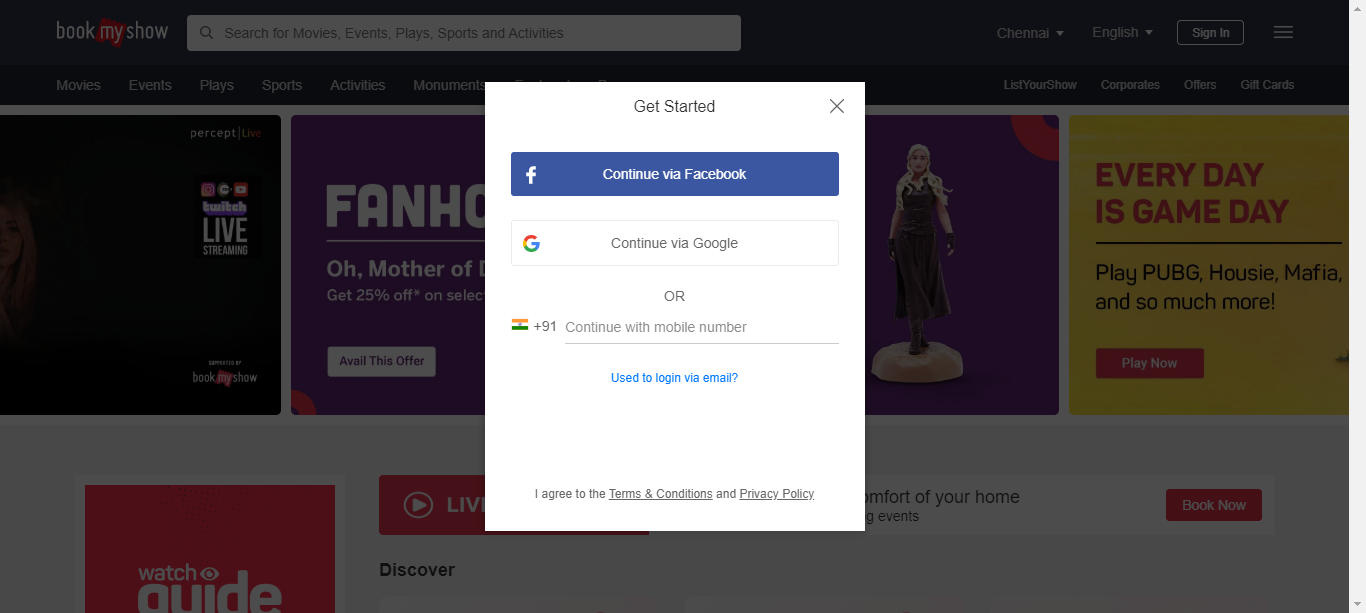 book my show
Search for Movies, Events, Plays, Sports and Activities
Chennai
English
Sign In
Movies
Events
Plays
Sports
Activities
Monuments
ListYourShow
Corporates
Offers
Gift Cards
Get Started
Continue via Facebook
Continue via Google
OR
+91 Continue with mobile number
Used to login via email?
I agree to the Terms & Conditions and Privacy Policy
percept|Live
twitch
LIVE
STREAMING
SUPPORTED BY
book my show
FANHO
Oh, Mother of D
Get 25% off* on selec
Avail This Offer
EVERY DAY
IS GAME DAY
Play PUBG, Housie, Mafia,
and so much more!
Play Now
watch
guide
LIV
omfort of your home
g events
Book Now
Discover